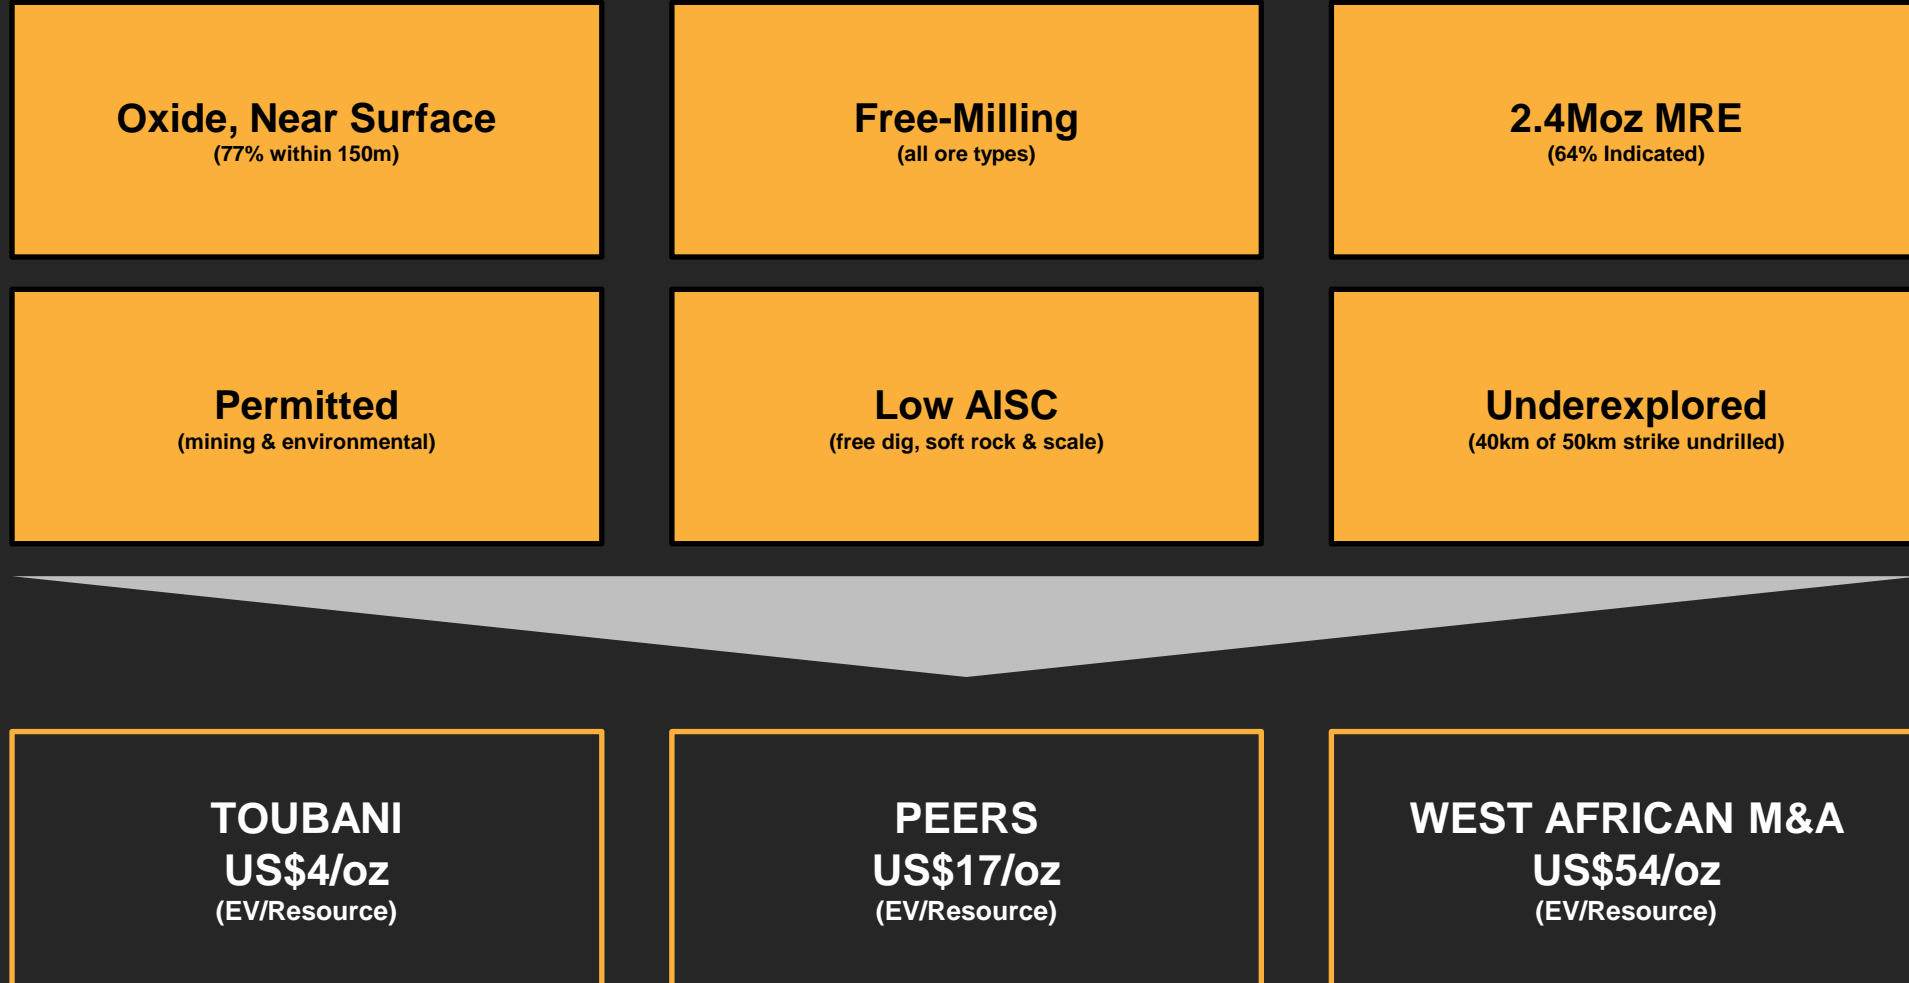 Oxide, Near Surface
(77% within 150m)
Free-Milling
(all ore types)
2.4Moz MRE
(64% Indicated)
Permitted
(mining & environmental)
Low AISC
(free dig, soft rock & scale)
Underexplored
(40km of 50km strike undrilled)
TOUBANI
US$4/oz
(EV/Resource)
PEERS
US$17/oz
(EV/Resource)
WEST AFRICAN M&A
US$54/oz
(EV/Resource)